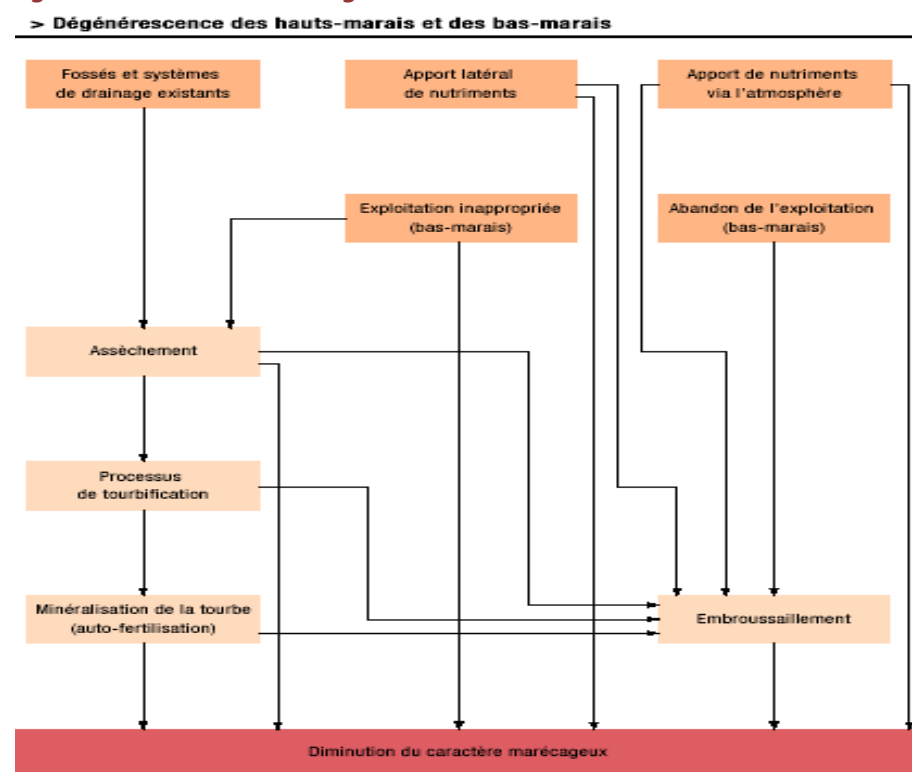 > Dégénérescence des hauts-marais et des bas-marais
Fossés et systèmes
de drainage existants
Apport latéral
de nutriments
Apport de nutriments
via l'atmosphère
Exploitation inappropriée
(bas-marais)
Abandon de l'exploitation
(bas-marais)
Assèchement
Processus
de tourbification
Minéralisation de la tourbe
(auto-fertilisation)
Embroussaillement
Diminution du caractère marécageux